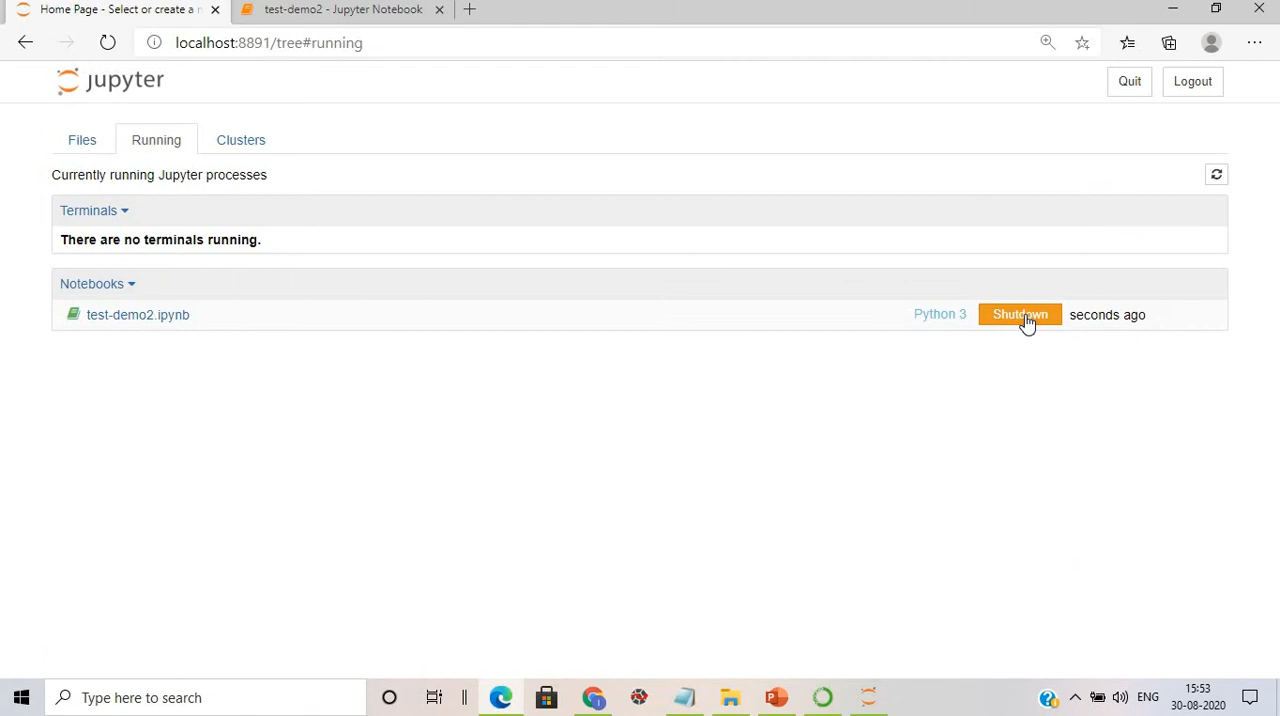 Home Page - Select or create a n
test-demo2 - Jupyter Notebook
localhost:8891/tree#running
jupyter
Quit
Logout
Files
Running
Clusters
Currently running Jupyter processes
Terminals
There are no terminals running.
Notebooks
test-demo2.ipynb
Python 3
Shutdown
seconds ago
Type here to search
ENG
15:53
30-08-2020